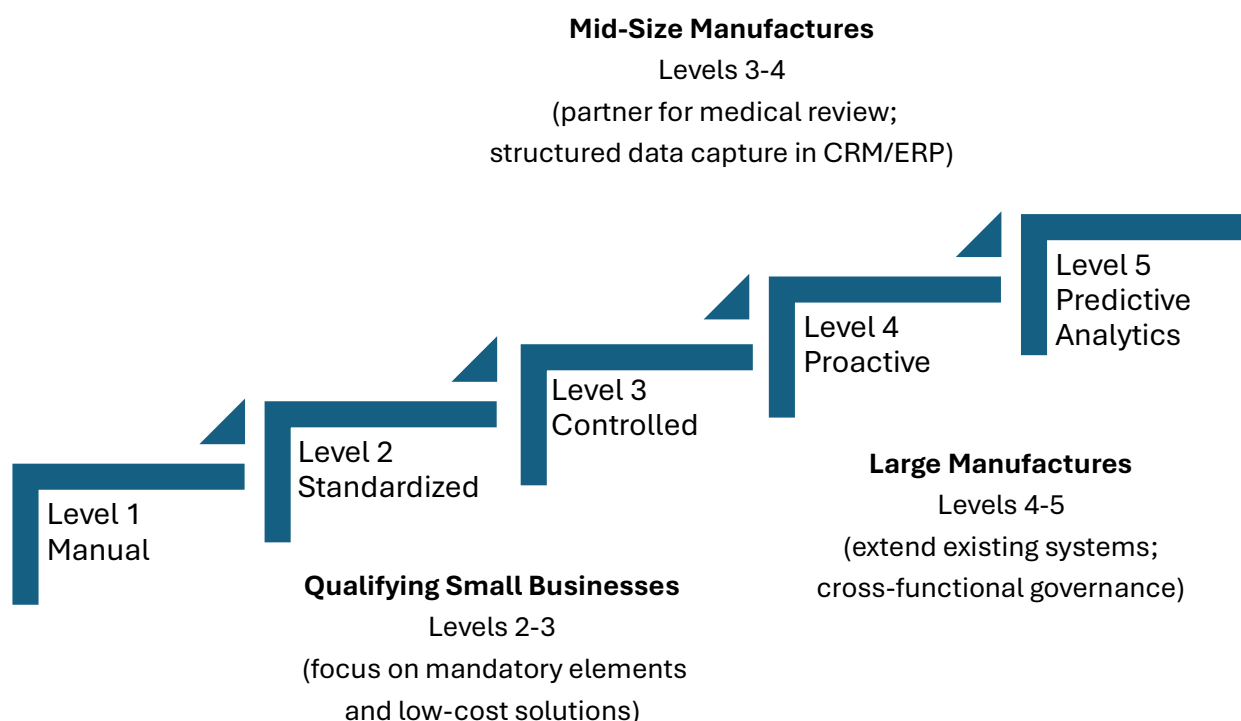 Mid-Size Manufactures
Levels 3-4
(partner for medical review;
structured data capture in CRM/ERP)
Level 5
Predictive
Analytics
Level 4
Proactive
Level 3
Controlled
Level 2
Standardized
Level 1
Manual
Large Manufactures
Levels 4-5
(extend existing systems;
cross-functional governance)
Qualifying Small Businesses
Levels 2-3
(focus on mandatory elements
and low-cost solutions)